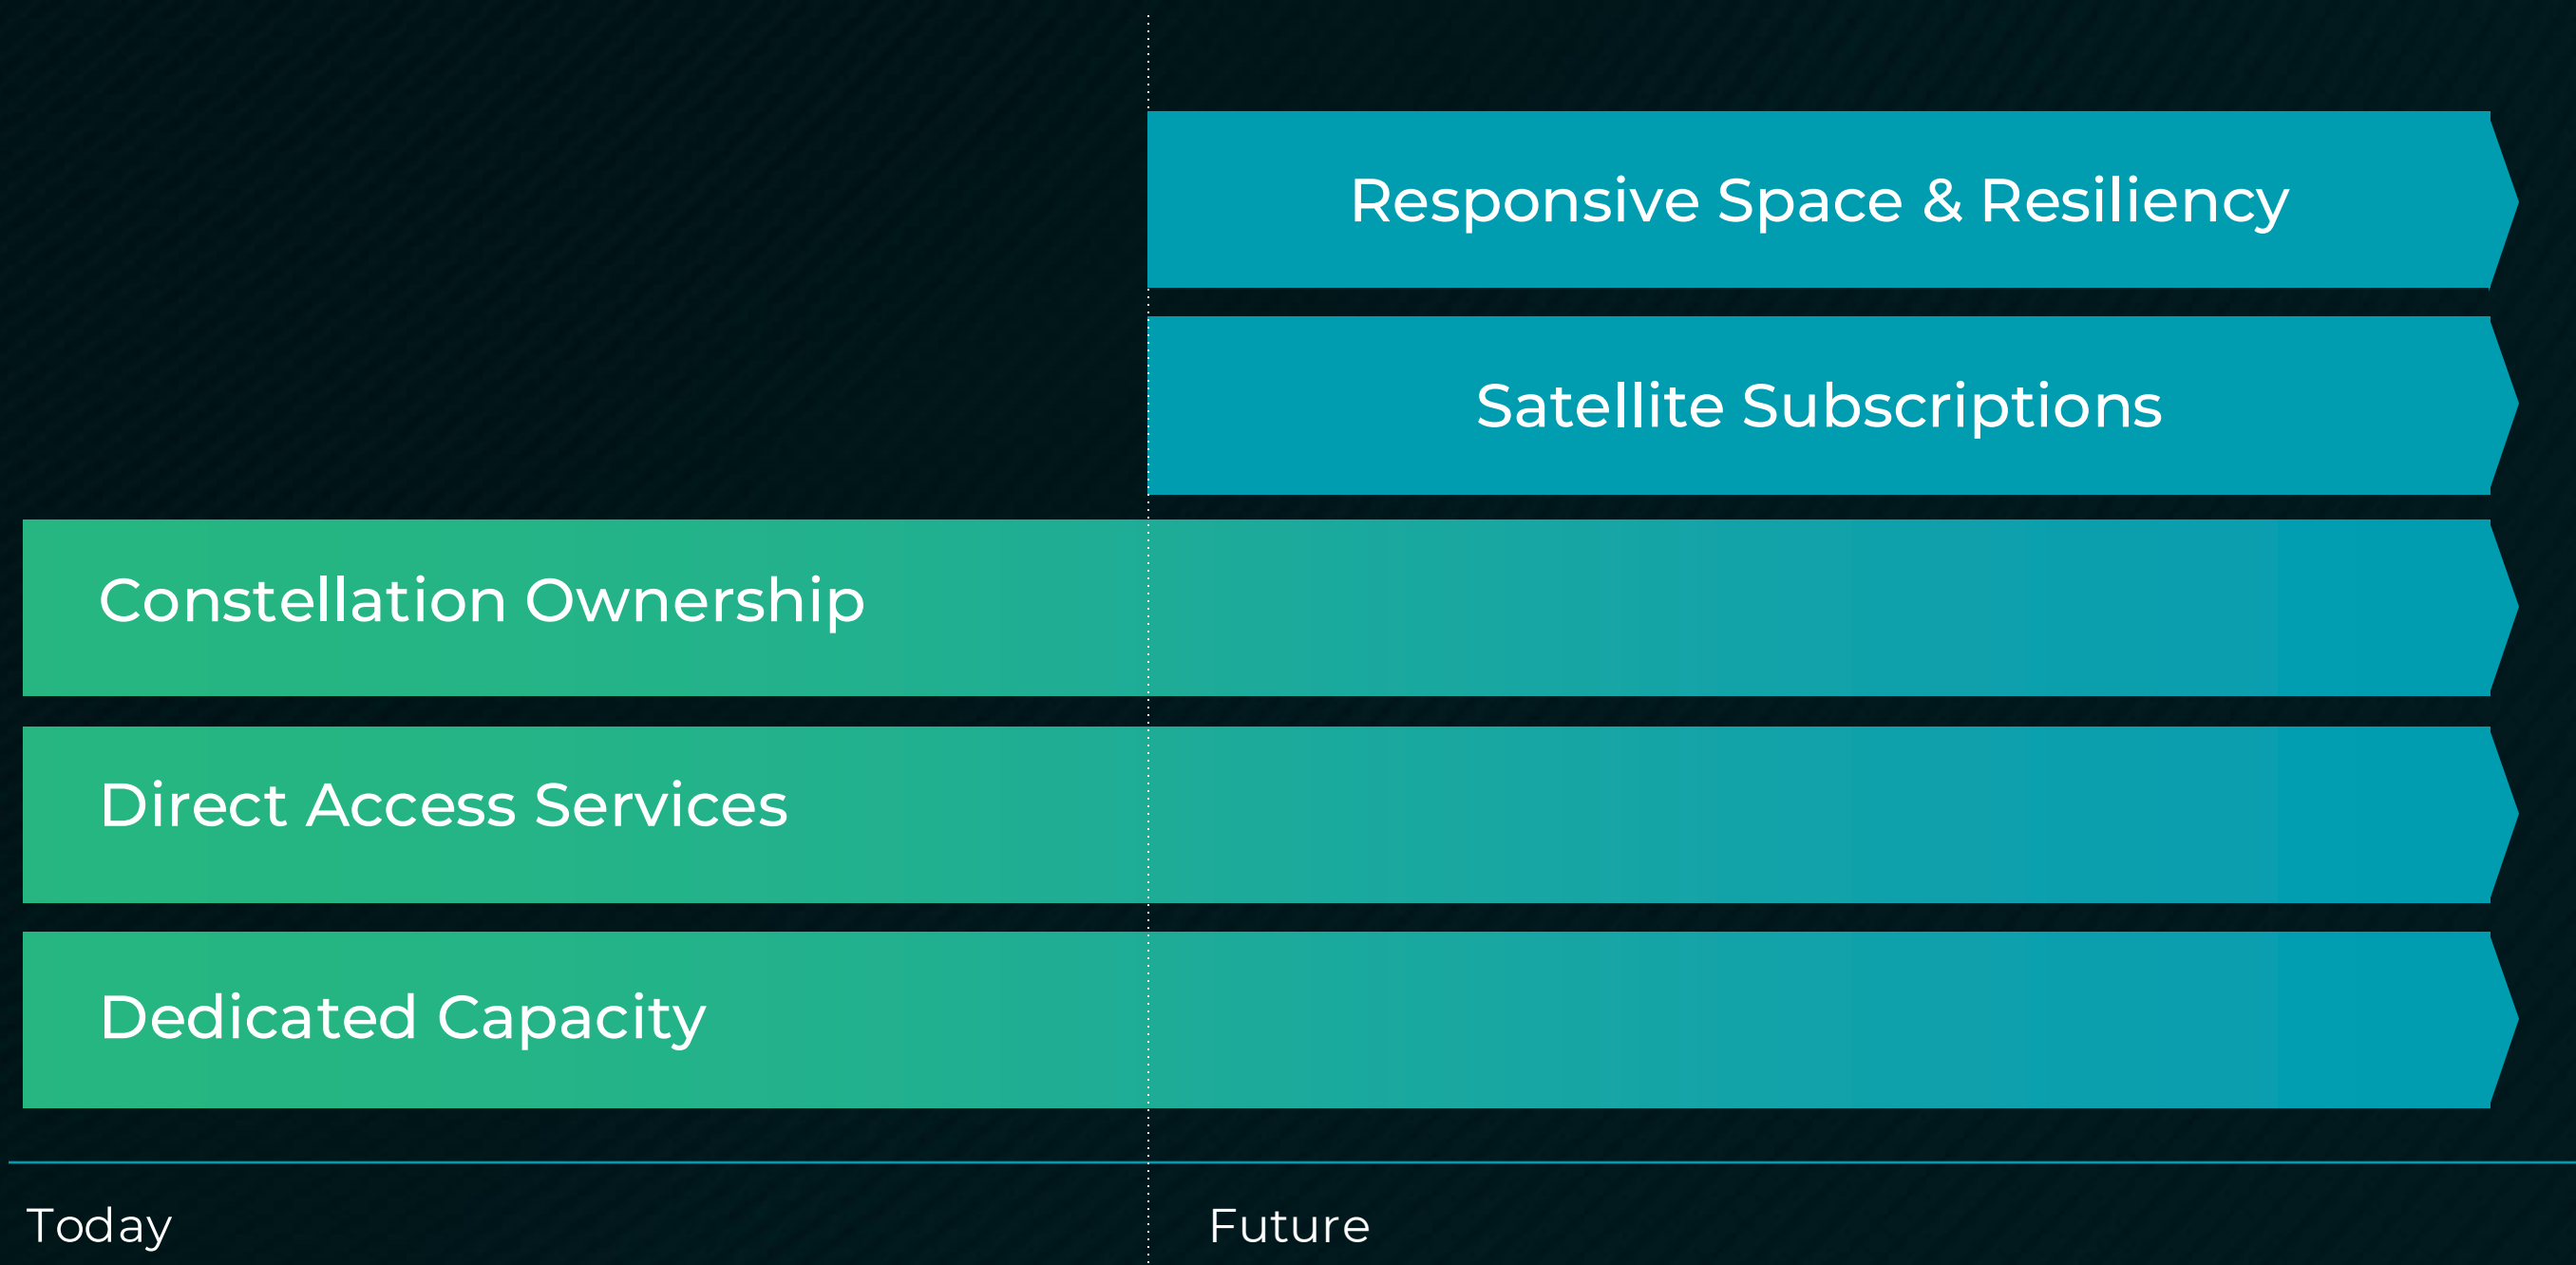 Responsive Space & Resiliency
Satellite Subscriptions
Constellation Ownership
Direct Access Services
Dedicated Capacity
Today
Future